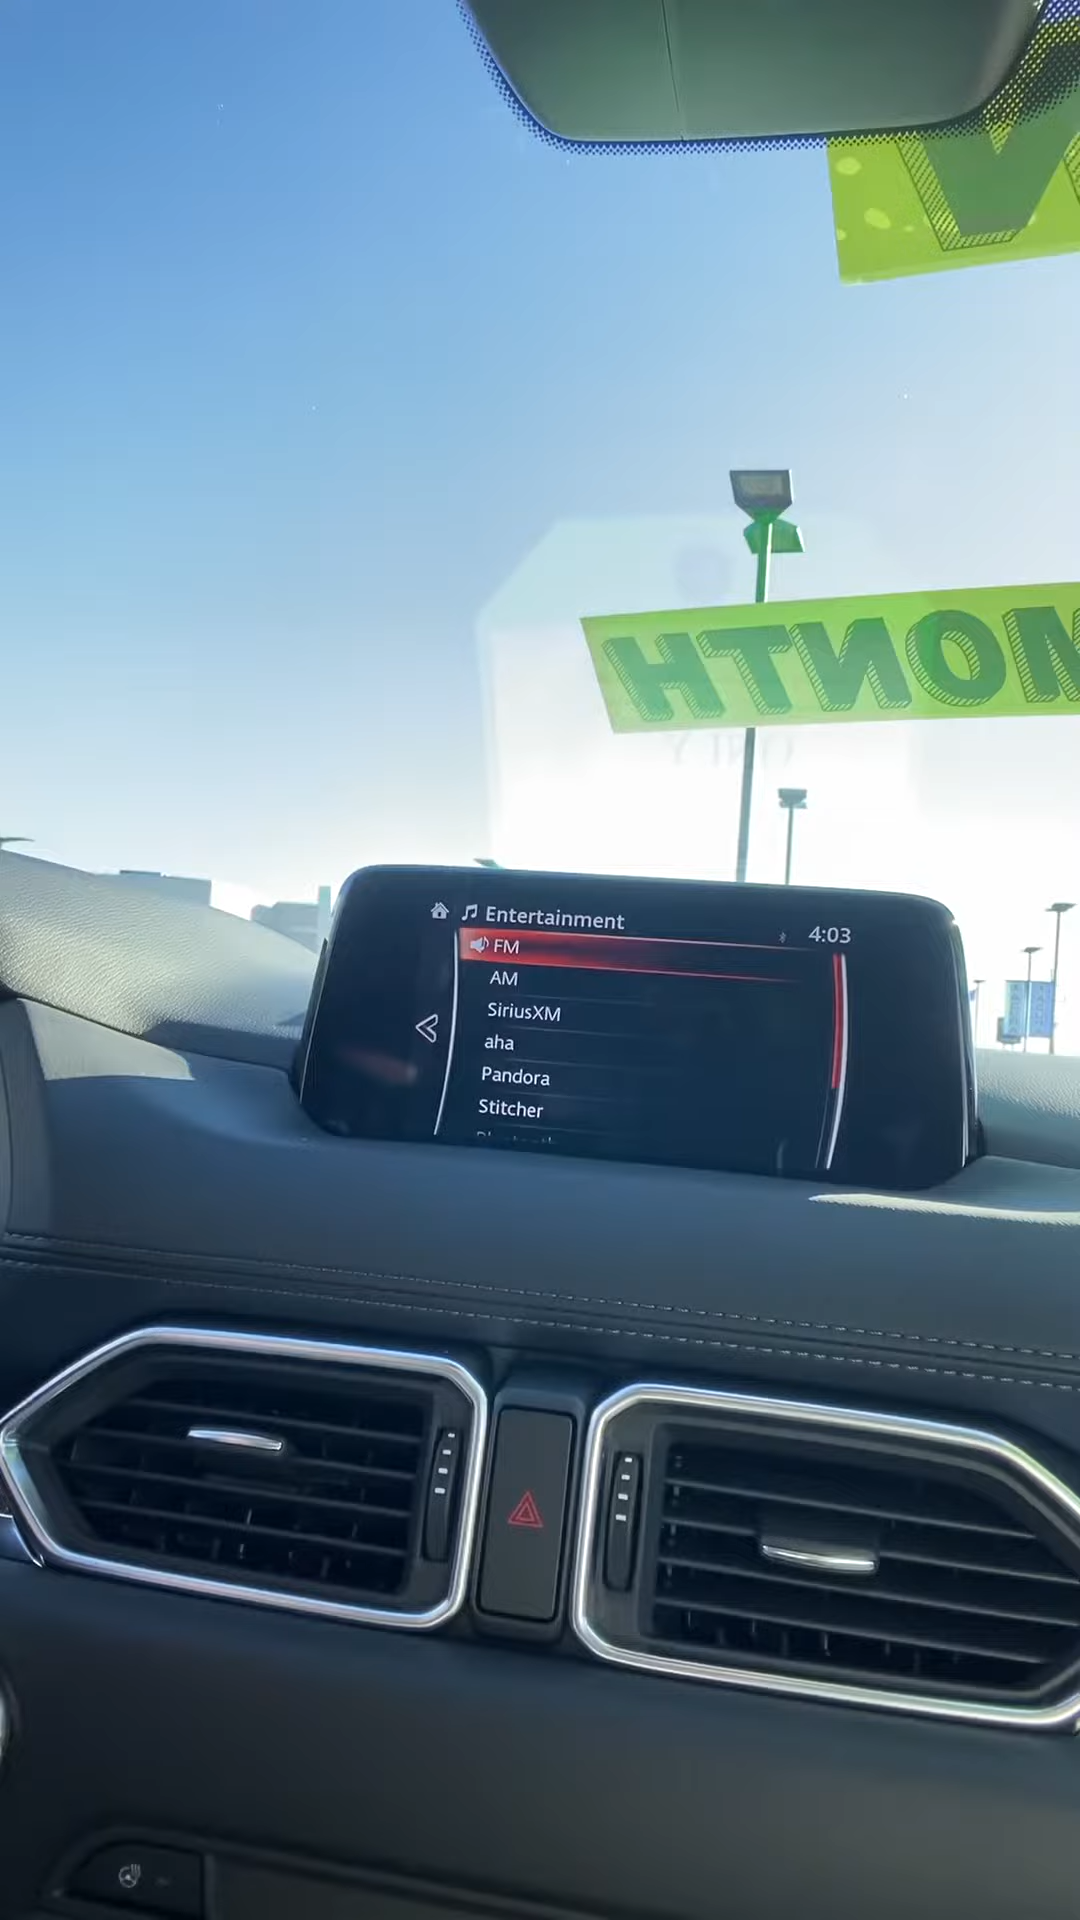 MONTH
Entertainment
4:03
FM
AM
SiriusXM
aha
Pandora
Stitcher